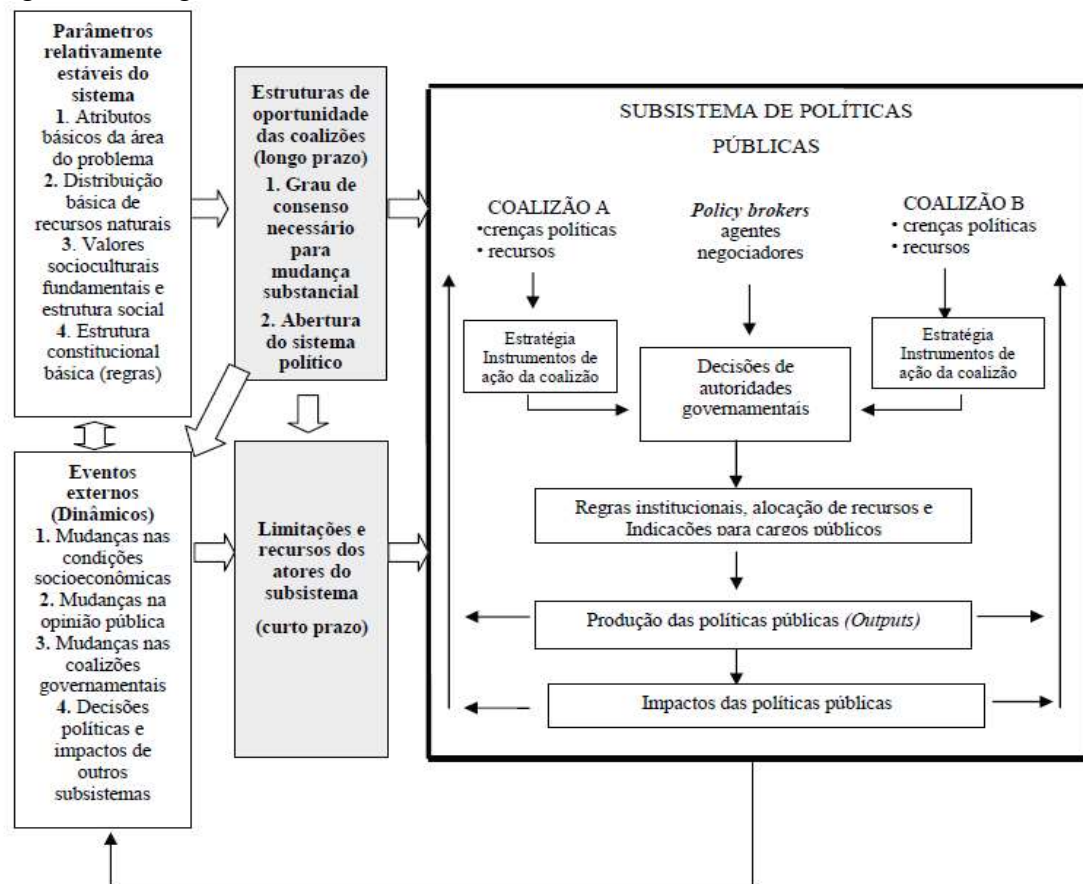 Parâmetros
relativamente
estáveis do
sistema
1. Atributos
básicos da área
do problema
2. Distribuição
básica de
recursos naturais
3. Valores
socioculturais
fundamentais e
estrutura social
4. Estrutura
constitucional
básica (regras)
Estruturas de
oportunidade
das coalizões
(longo prazo)
1. Grau de
consenso
necessário
para
mudança
substancial
2. Abertura
do sistema
político
Eventos
externos
(Dinâmicos)
1. Mudanças nas
condições
socioeconômicas
2. Mudanças na
opinião pública
3. Mudanças nas
coalizões
governamentais
4. Decisões
políticas e
impactos de
outros
subsistemas
Limitações e
recursos dos
atores do
subsistema
(curto prazo)
SUBSISTEMA DE POLÍTICAS
PÚBLICAS
COALIZÃO A
•crenças políticas
• recursos
Policy brokers
agentes
negociadores
COALIZÃO B
• crenças políticas
• recursos
Estratégia
Instrumentos de
ação da coalizão
Decisões de
autoridades
governamentais
Estratégia
Instrumentos de
ação da coalizão
Regras institucionais, alocação de recursos e
Indicações para cargos públicos
Produção das políticas públicas (Outputs)
Impactos das políticas públicas